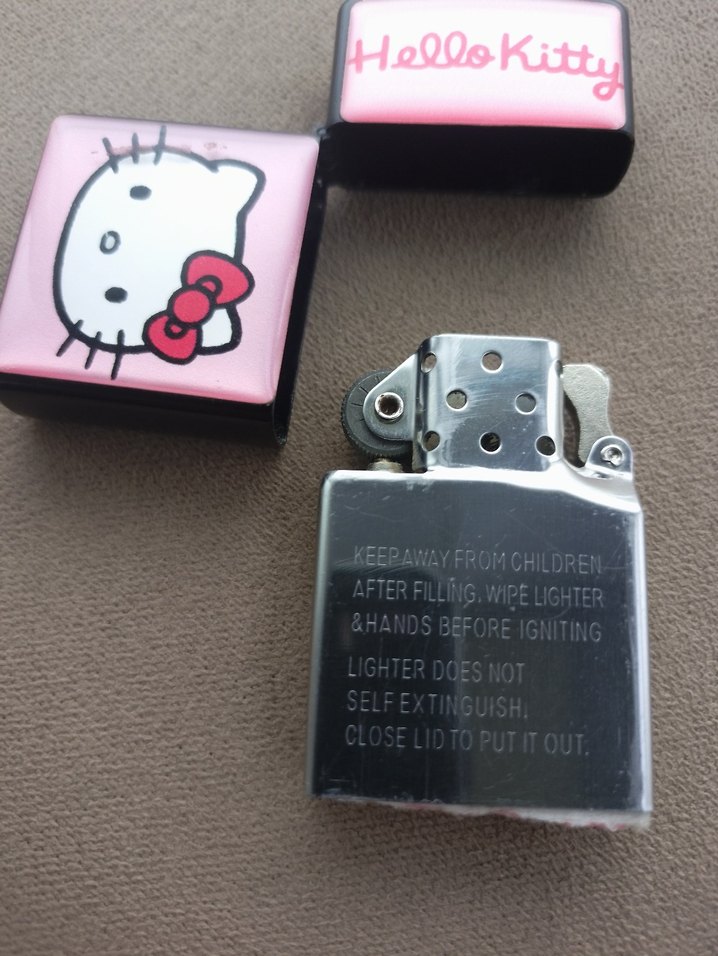 Hello Kitty
KEEP AWAY FROM CHILDREN
AFTER FILLING, WIPE LIGHTER
&HANDS BEFORE IGNITING
LIGHTER DOES NOT
SELF EXTINGUISH.
CLOSE LID TO PUT IT OUT.